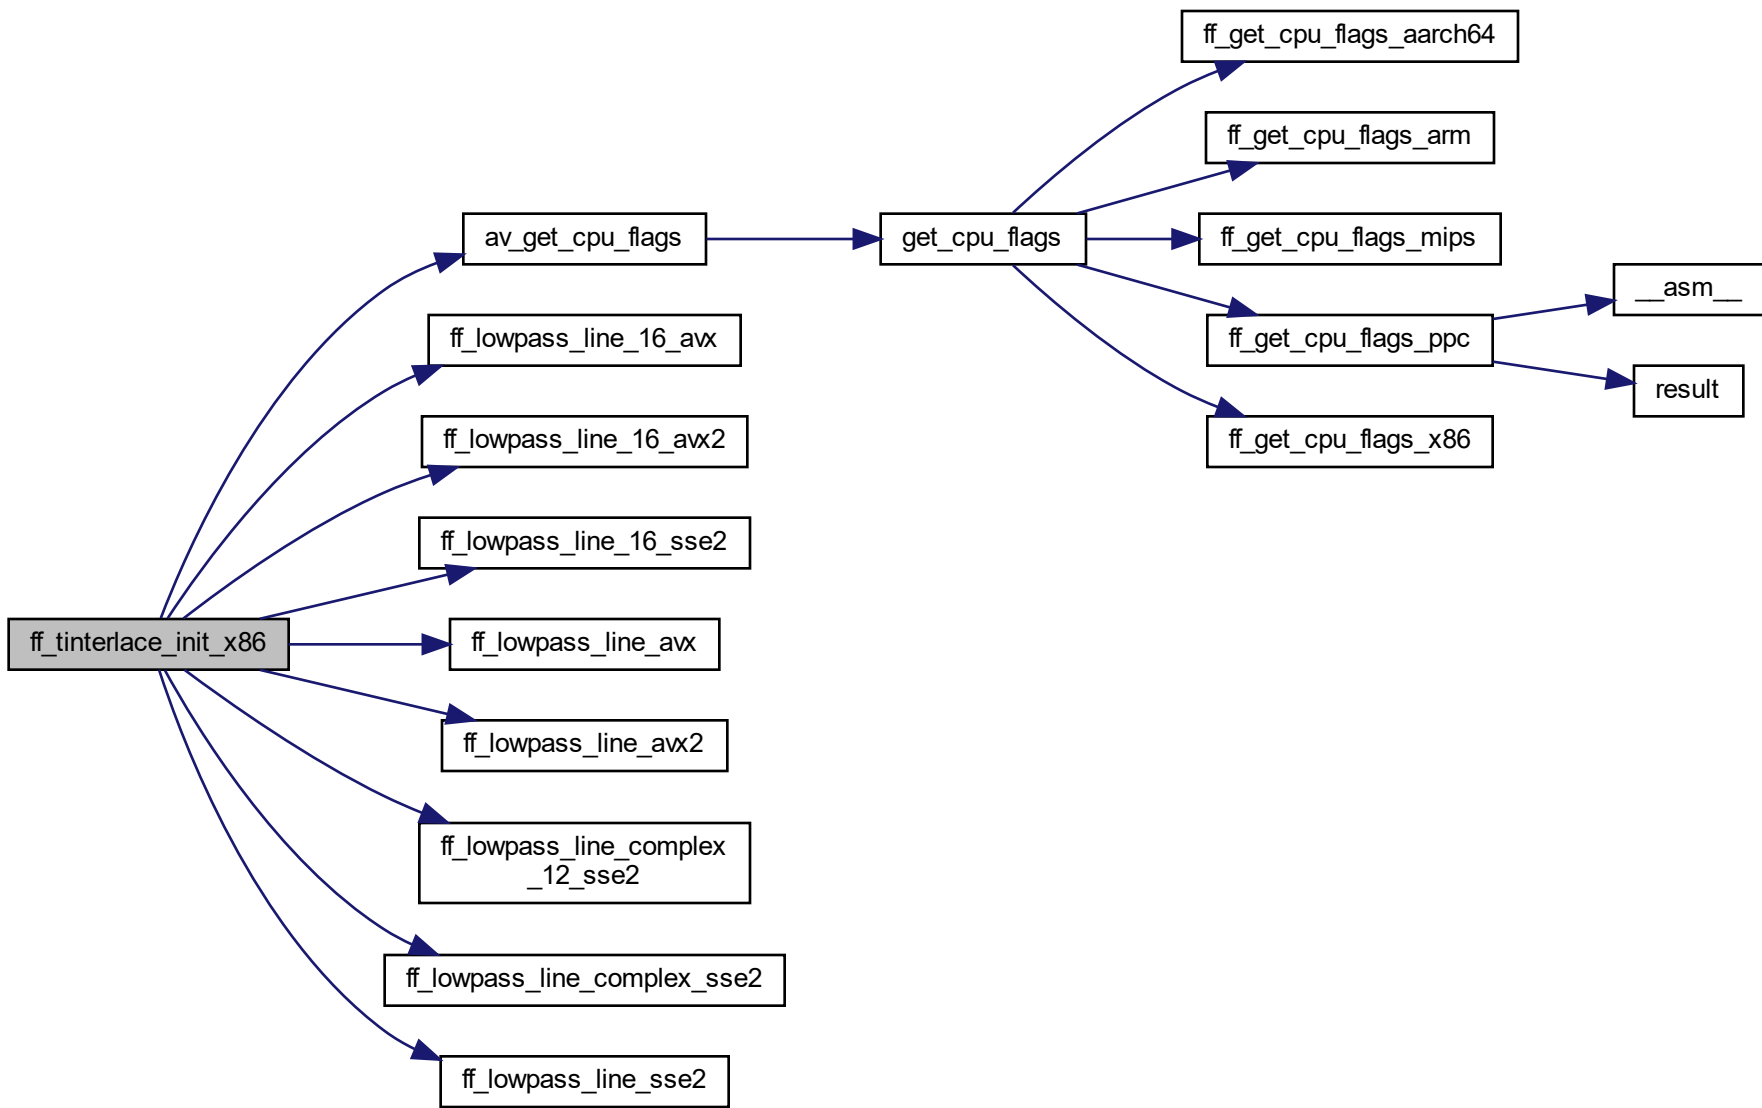 ff_get_cpu_flags_aarch64
ff_get_cpu_flags_arm
av_get_cpu_flags
get_cpu_flags
ff_get_cpu_flags_mips
__asm__
ff_lowpass_line_16_avx
ff_get_cpu_flags_ppc
result
ff_lowpass_line_16_avx2
ff_get_cpu_flags_x86
ff_lowpass_line_16_sse2
ff_tinterlace_init_x86
ff_lowpass_line_avx
ff_lowpass_line_avx2
ff_lowpass_line_complex
_12_sse2
ff_lowpass_line_complex_sse2
ff_lowpass_line_sse2